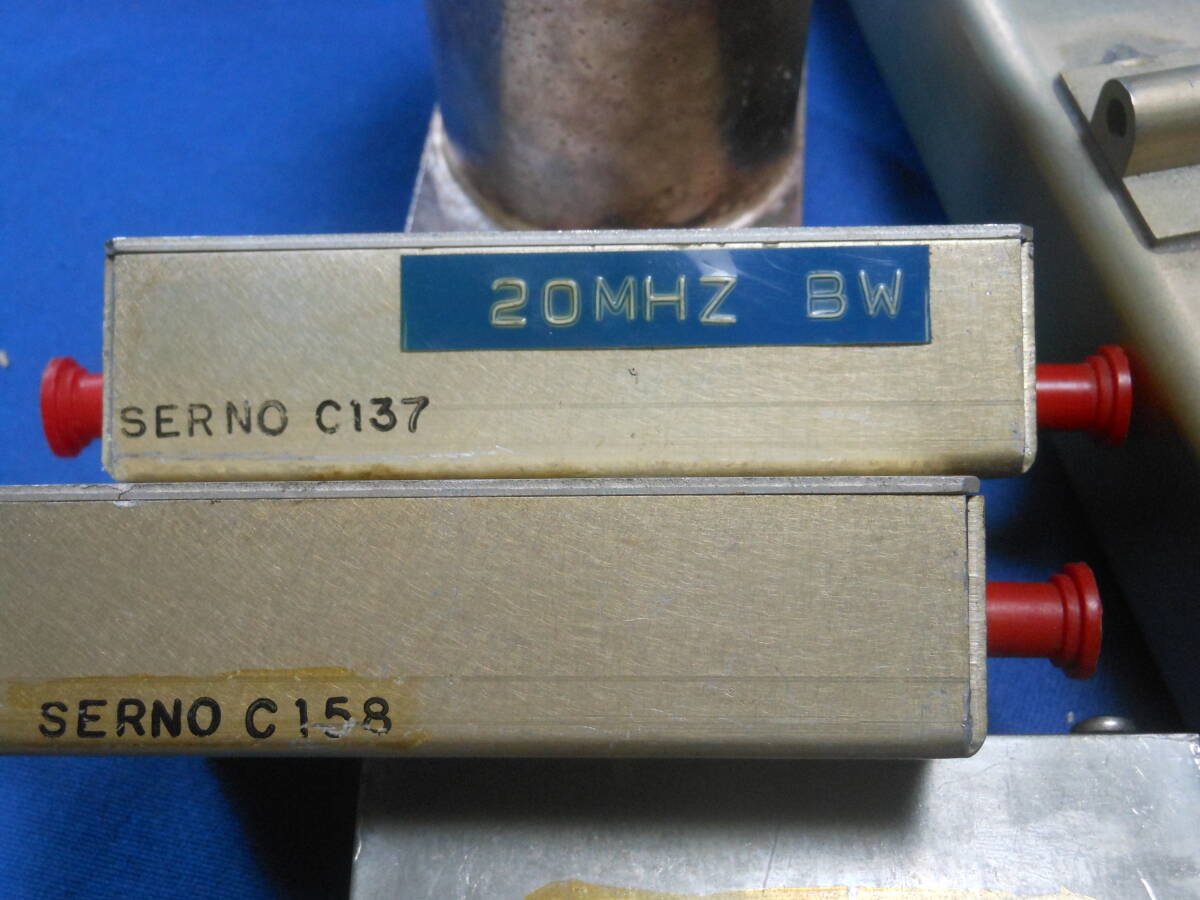 20MHZ BW
SERNO C137
SERNO C158